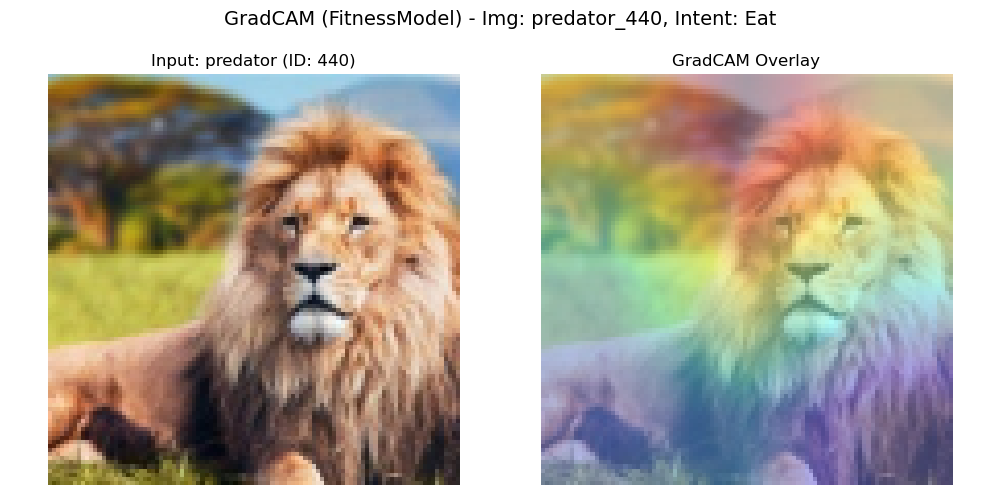 GradCAM (FitnessModel) - Img: predator_440, Intent: Eat
Input: predator (ID: 440)
GradCAM Overlay